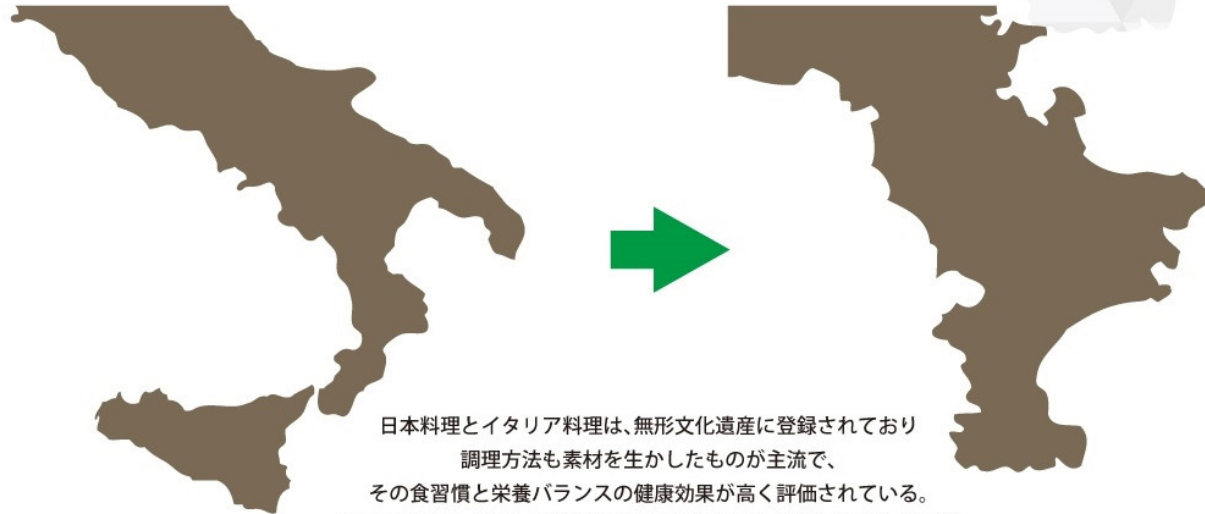 日本料理とイタリア料理は、無形文化遺産に登録されており
調理方法も素材を生かしたものが主流で、
その食習慣と栄養バランスの健康効果が高く評価されている。